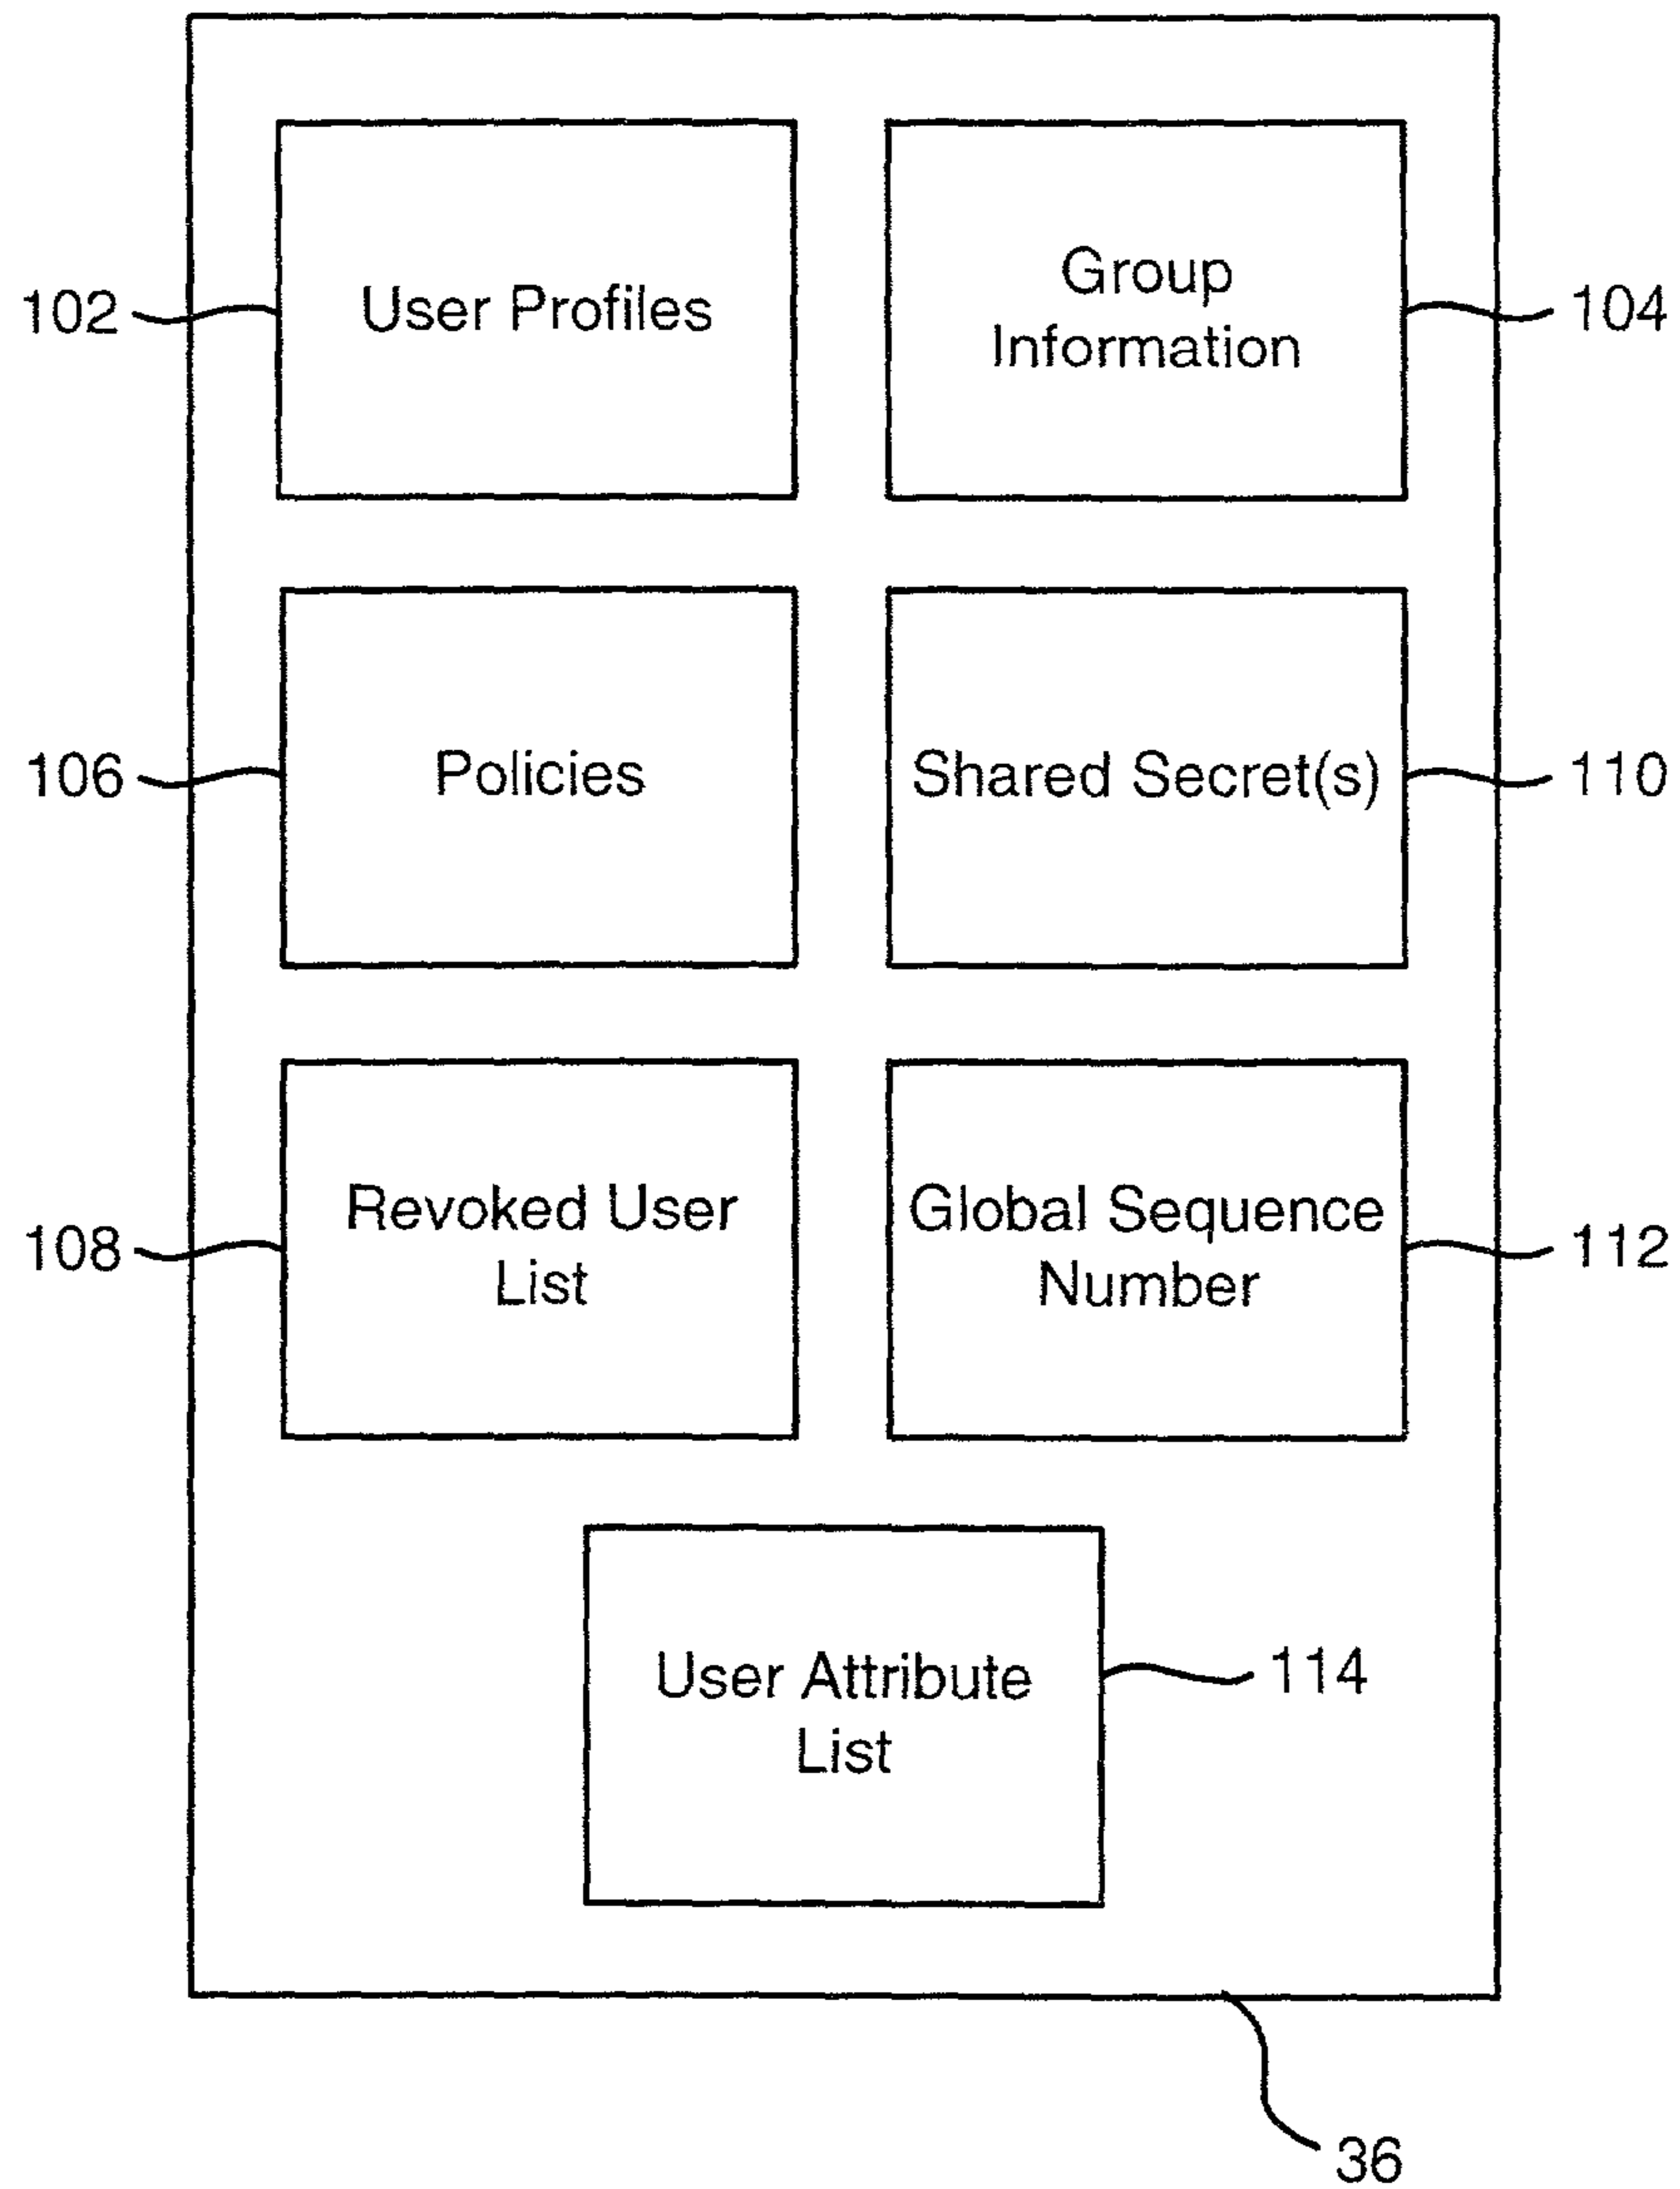 102
User Profiles
Group
Information
104
106
Policies
Shared Secret(s)
110
108
Revoked User
List
Global Sequence
Number
112
User Attribute
List
114
36